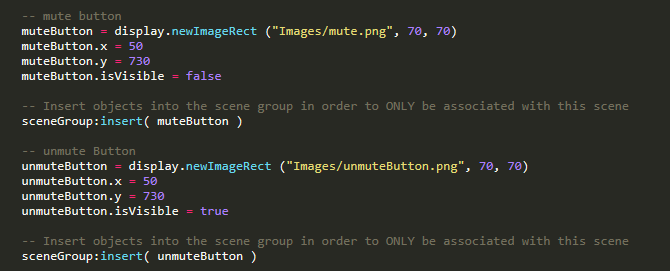 -- mute button
muteButton = display.newImageRect ("Images/mute.png", 70, 70)
muteButton.x = 50
muteButton.y = 730
muteButton.isVisible = false
-- Insert objects into the scene group in order to ONLY be associated with this scene
sceneGroup:insert( muteButton )
-- unmute Button
unmuteButton = display.newImageRect ("Images/unmuteButton.png", 70, 70)
unmuteButton.x = 50
unmuteButton.y = 730
unmuteButton.isVisible = true
-- Insert objects into the scene group in order to ONLY be associated with this scene
sceneGroup:insert( unmuteButton )